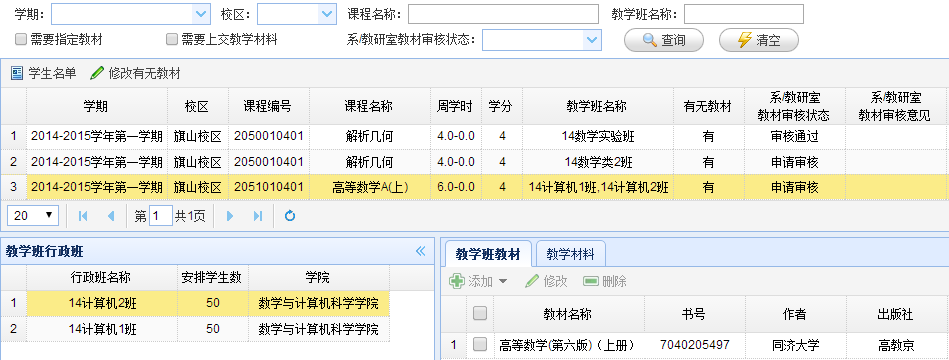 学期： 校区： 课程名称： 教学班名称：
需要指定教材 需要上交教学材料 系/教研室教材审核状态： 查询 清空
学生名单 修改有无教材
学期 校区 课程编号 课程名称 周学时 学分 教学班名称 有无教材 系/教研室 教材审核状态 系/教研室 教材审核意见
1 2014-2015学年第一学期 旗山校区 2050010401 解析几何 4.0-0.0 4 14数学实验班 有 审核通过
2 2014-2015学年第一学期 旗山校区 2050010401 解析几何 4.0-0.0 4 14数学类2班 有 申请审核
3 2014-2015学年第一学期 旗山校区 2051010401 高等数学A(上) 6.0-0.0 4 14计算机1班,14计算机2班 有 申请审核
20 第 1 共1页
教学班行政班
行政班名称 安排学生数 学院
1 14计算机2班 50 数学与计算机科学学院
2 14计算机1班 50 数学与计算机科学学院
教学班教材 教学材料
添加 修改 删除
教材名称 书号 作者 出版社
1 高等数学(第六版)（上册） 7040205497 同济大学 高教京